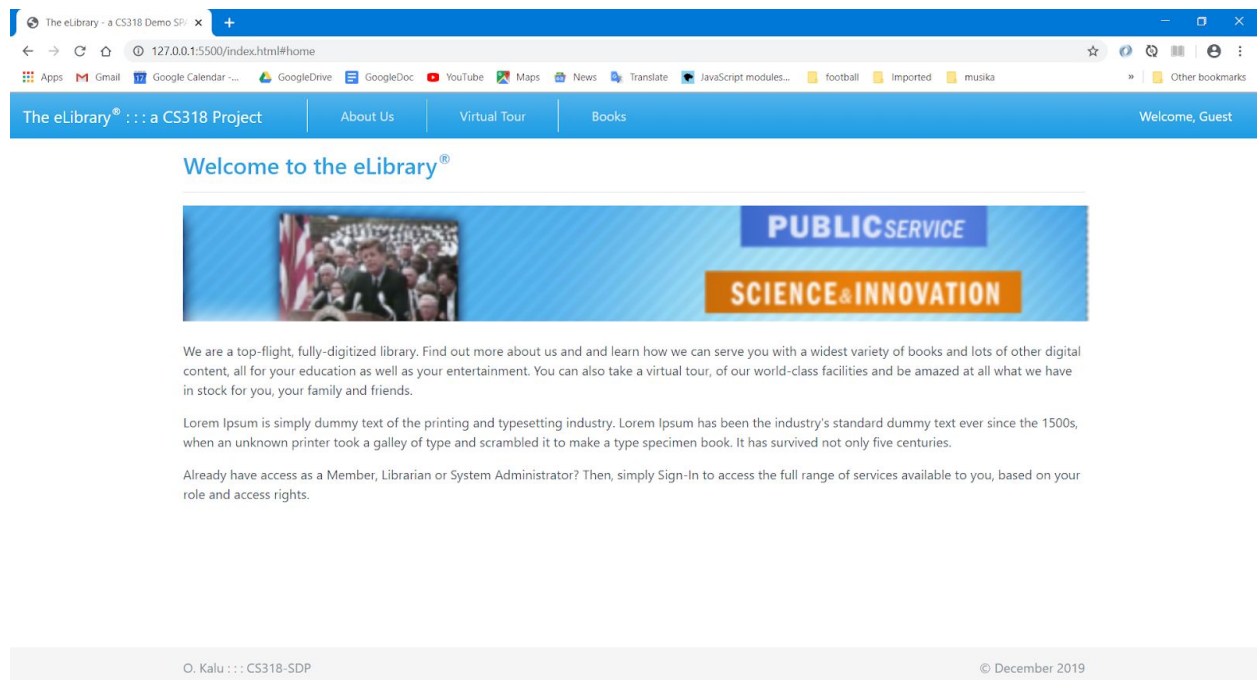 The eLibrary - a CS318 Demo SPA
127.0.0.1:5500/index.html#home
Apps Gmail 17 Google Calendar -... GoogleDrive GoogleDoc YouTube Maps News Translate JavaScript modules... football Imported musika » Other bookmarks
The eLibrary® : : : a CS318 Project About Us Virtual Tour Books Welcome, Guest
Welcome to the eLibrary®
PUBLIC SERVICE
SCIENCE & INNOVATION
We are a top-flight, fully-digitized library. Find out more about us and and learn how we can serve you with a widest variety of books and lots of other digital
content, all for your education as well as your entertainment. You can also take a virtual tour, of our world-class facilities and be amazed at all what we have
in stock for you, your family and friends.
Lorem Ipsum is simply dummy text of the printing and typesetting industry. Lorem Ipsum has been the industry's standard dummy text ever since the 1500s,
when an unknown printer took a galley of type and scrambled it to make a type specimen book. It has survived not only five centuries.
Already have access as a Member, Librarian or System Administrator? Then, simply Sign-In to access the full range of services available to you, based on your
role and access rights.
O. Kalu : : : CS318-SDP © December 2019